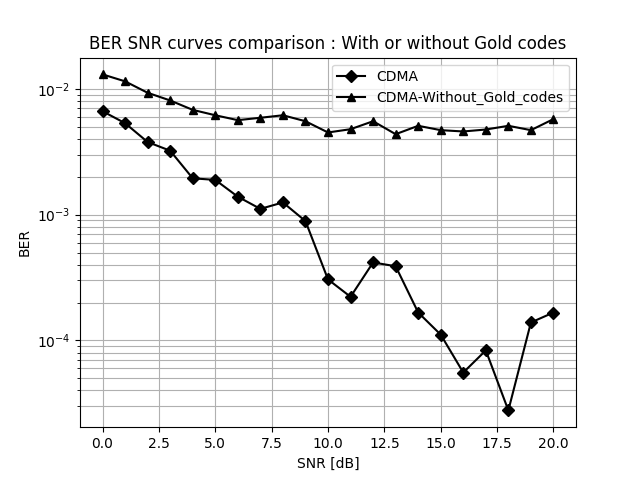 BER SNR curves comparison : With or without Gold codes
CDMA
CDMA-Without_Gold_codes
10⁻²
10⁻³
10⁻⁴
BER
0.0 2.5 5.0 7.5 10.0 12.5 15.0 17.5 20.0
SNR [dB]